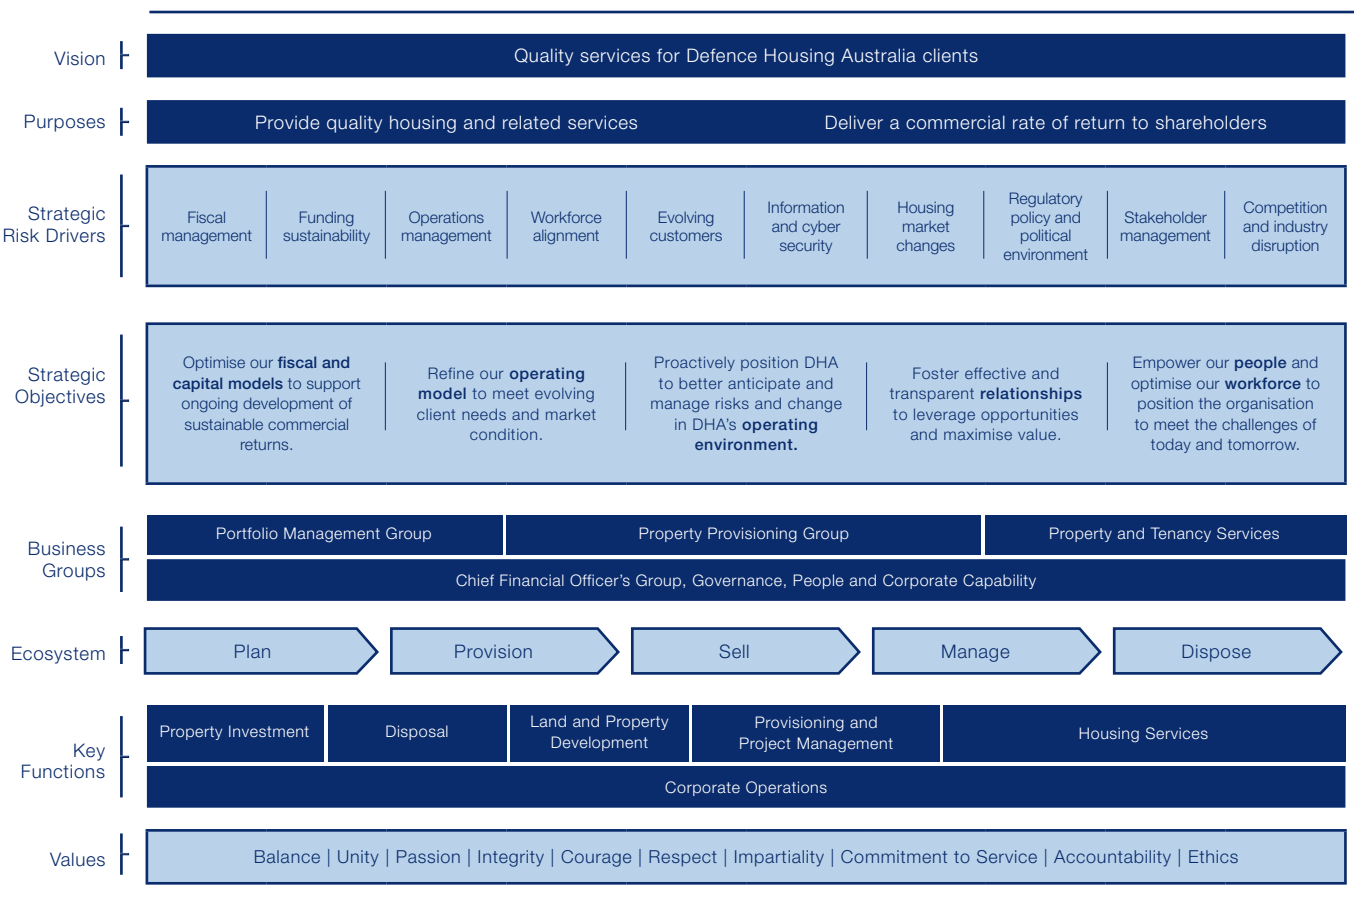 Vision
Quality services for Defence Housing Australia clients
Purposes
Provide quality housing and related services
Deliver a commercial rate of return to shareholders
Strategic
Risk Drivers
Fiscal
management
Funding
sustainability
Operations
management
Workforce
alignment
Evolving
customers
Information
and cyber
security
Housing
market
changes
Regulatory
policy and
political
environment
Stakeholder
management
Competition
and industry
disruption
Strategic
Objectives
Optimise our fiscal and
capital models to support
ongoing development of
sustainable commercial
returns.
Refine our operating
model to meet evolving
client needs and market
condition.
Proactively position DHA
to better anticipate and
manage risks and change
in DHA’s operating
environment.
Foster effective and
transparent relationships
to leverage opportunities
and maximise value.
Empower our people and
optimise our workforce to
position the organisation
to meet the challenges of
today and tomorrow.
Business
Groups
Portfolio Management Group
Property Provisioning Group
Property and Tenancy Services
Chief Financial Officer’s Group, Governance, People and Corporate Capability
Ecosystem
Plan
Provision
Sell
Manage
Dispose
Key
Functions
Property Investment
Disposal
Land and Property
Development
Provisioning and
Project Management
Housing Services
Corporate Operations
Values
Balance | Unity | Passion | Integrity | Courage | Respect | Impartiality | Commitment to Service | Accountability | Ethics